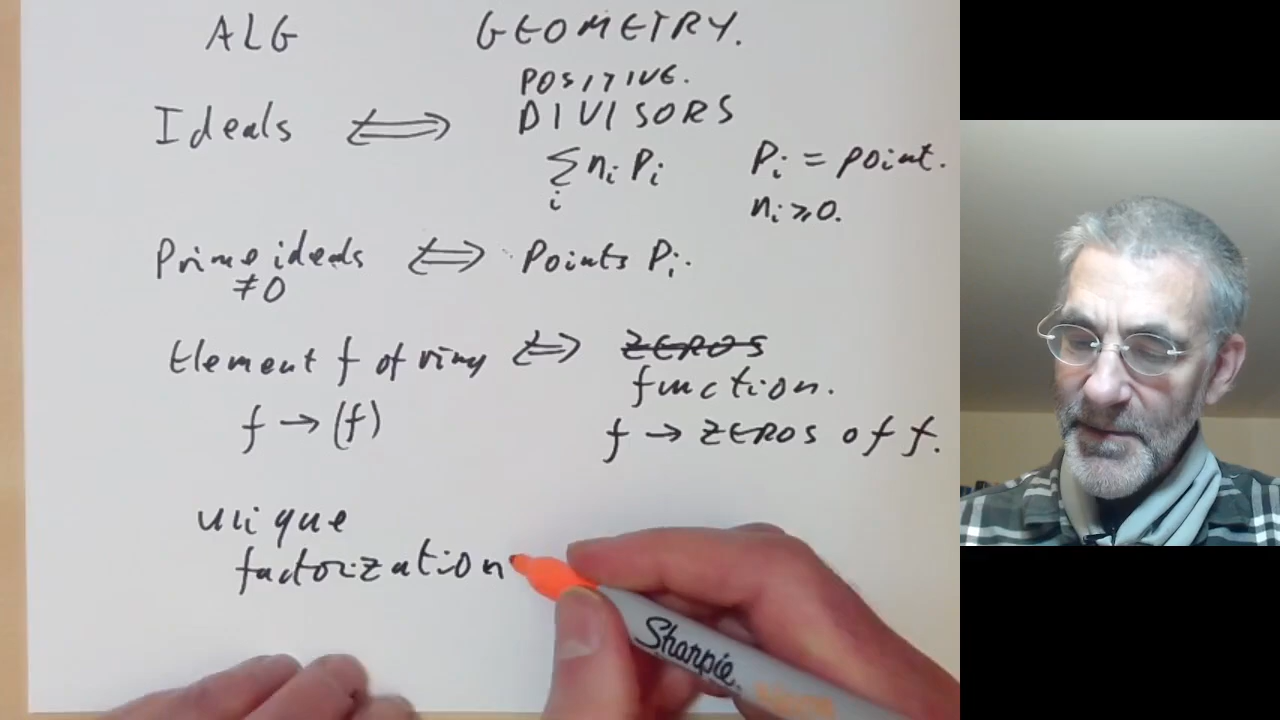 ALG GEOMETRY.
POSITIVE.
Ideals ⟺ DIVISORS
∑ nᵢ Pᵢ Pᵢ = point.
i nᵢ ⩾ 0.
Prime ideals ⟺ Points Pᵢ.
≠ 0
Element f of ring ⟺ ZEROS
function.
f → (f) f → ZEROS of f.
unique
factorization
Sharpie